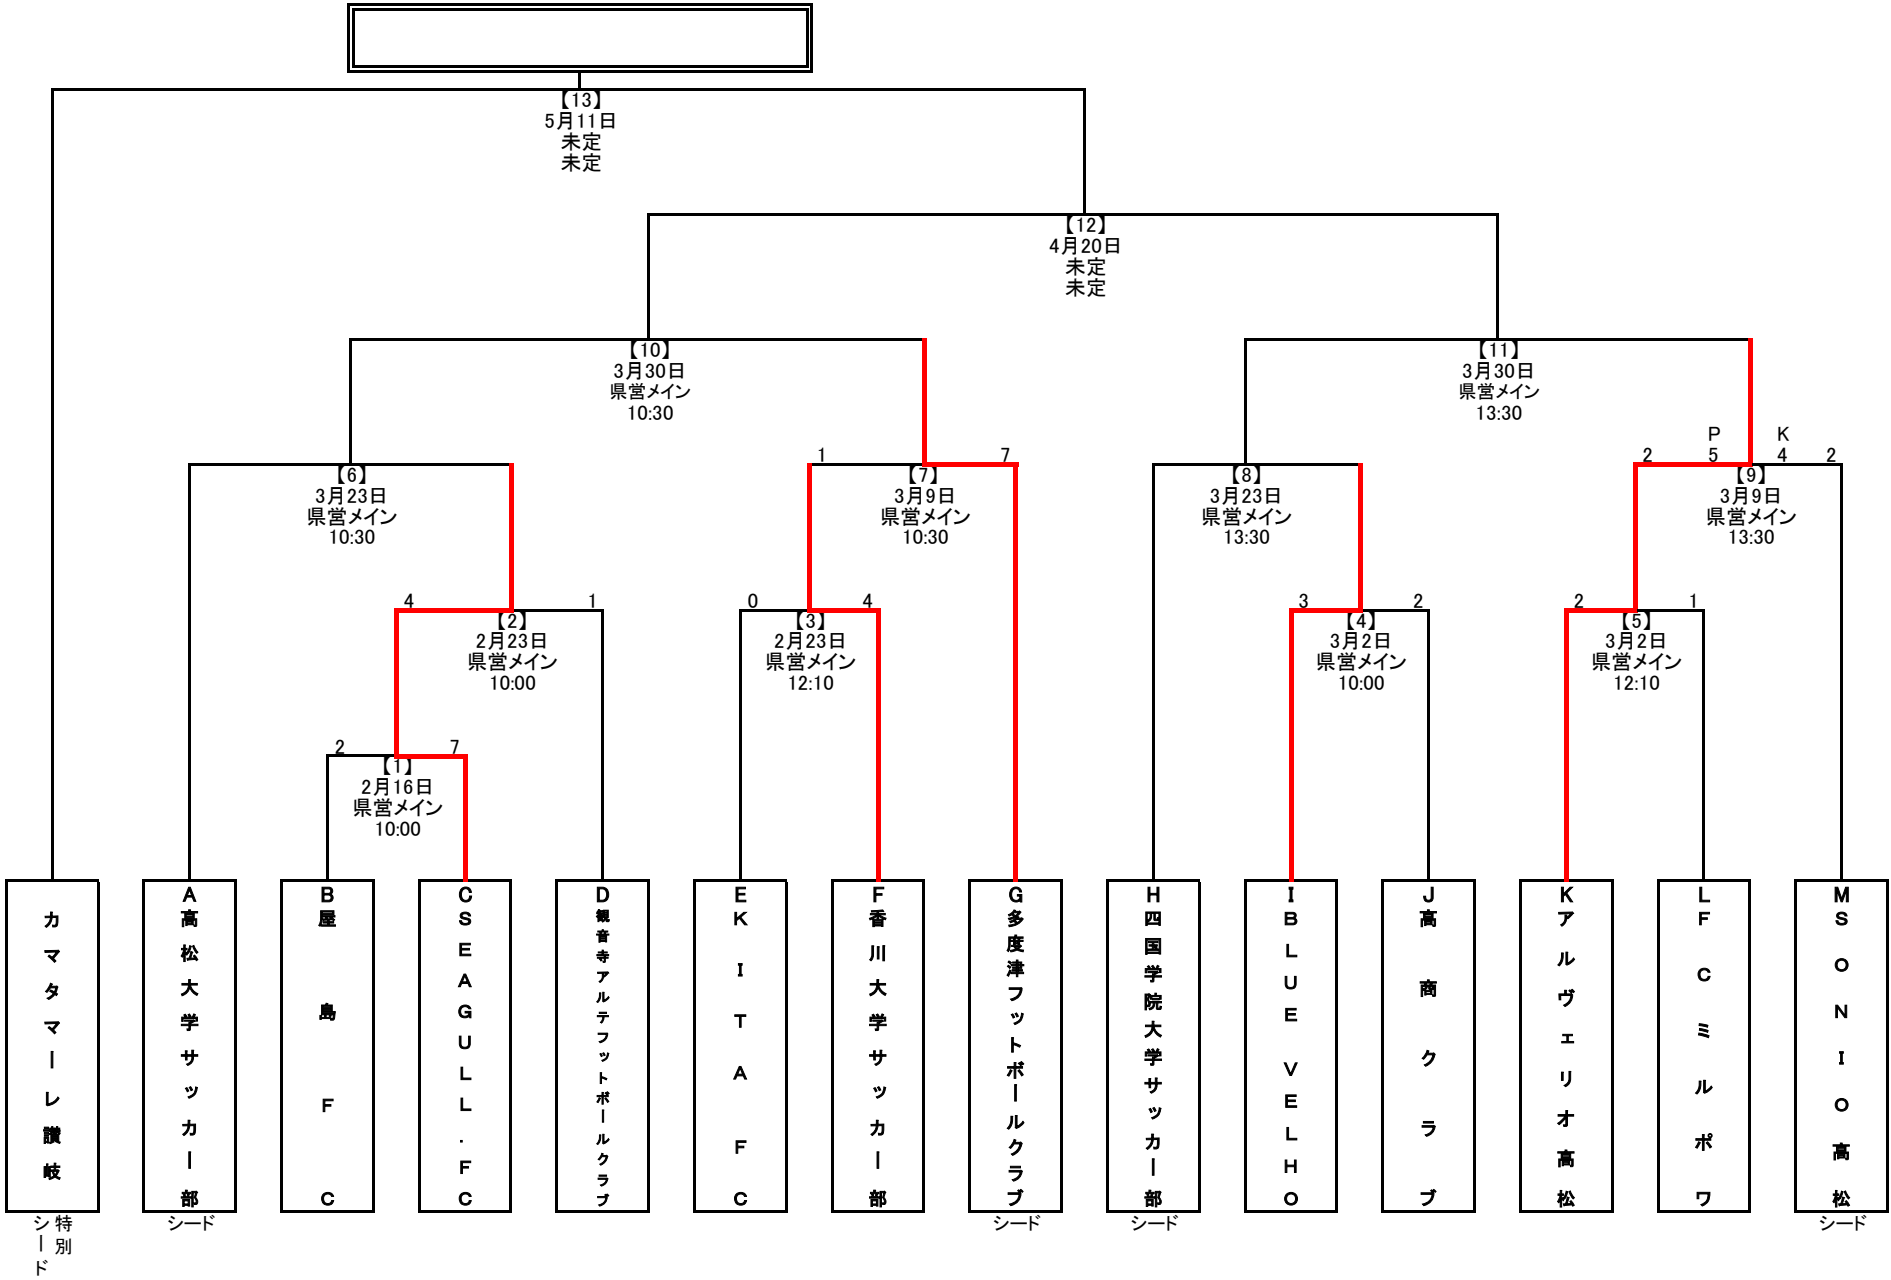 【13】
5月11日
未定
未定
【12】
4月20日
未定
未定
【10】
3月30日
県営メイン
10:30
【11】
3月30日
県営メイン
13:30
P K
1 7
2 5 4 2
【6】
3月23日
県営メイン
10:30
【7】
3月9日
県営メイン
10:30
【8】
3月23日
県営メイン
13:30
【9】
3月9日
県営メイン
13:30
4 1
0 4
3 2
2 1
【2】
2月23日
県営メイン
10:00
【3】
2月23日
県営メイン
12:10
【4】
3月2日
県営メイン
10:00
【5】
3月2日
県営メイン
12:10
2 7
【1】
2月16日
県営メイン
10:00
カマタマーレ讃岐
特別
シード
A
高松大学サッカー部
シード
B
屋島FC
C
SEAGULL.FC
D
観音寺アルテフットボールクラブ
E
KITAFC
F
香川大学サッカー部
G
多度津フットボールクラブ
シード
H
四国学院大学サッカー部
シード
I
BLUE VELHO
J
高商クラブ
K
アルヴェリオ高松
L
FCミルポワ
M
SONIO高松
シード